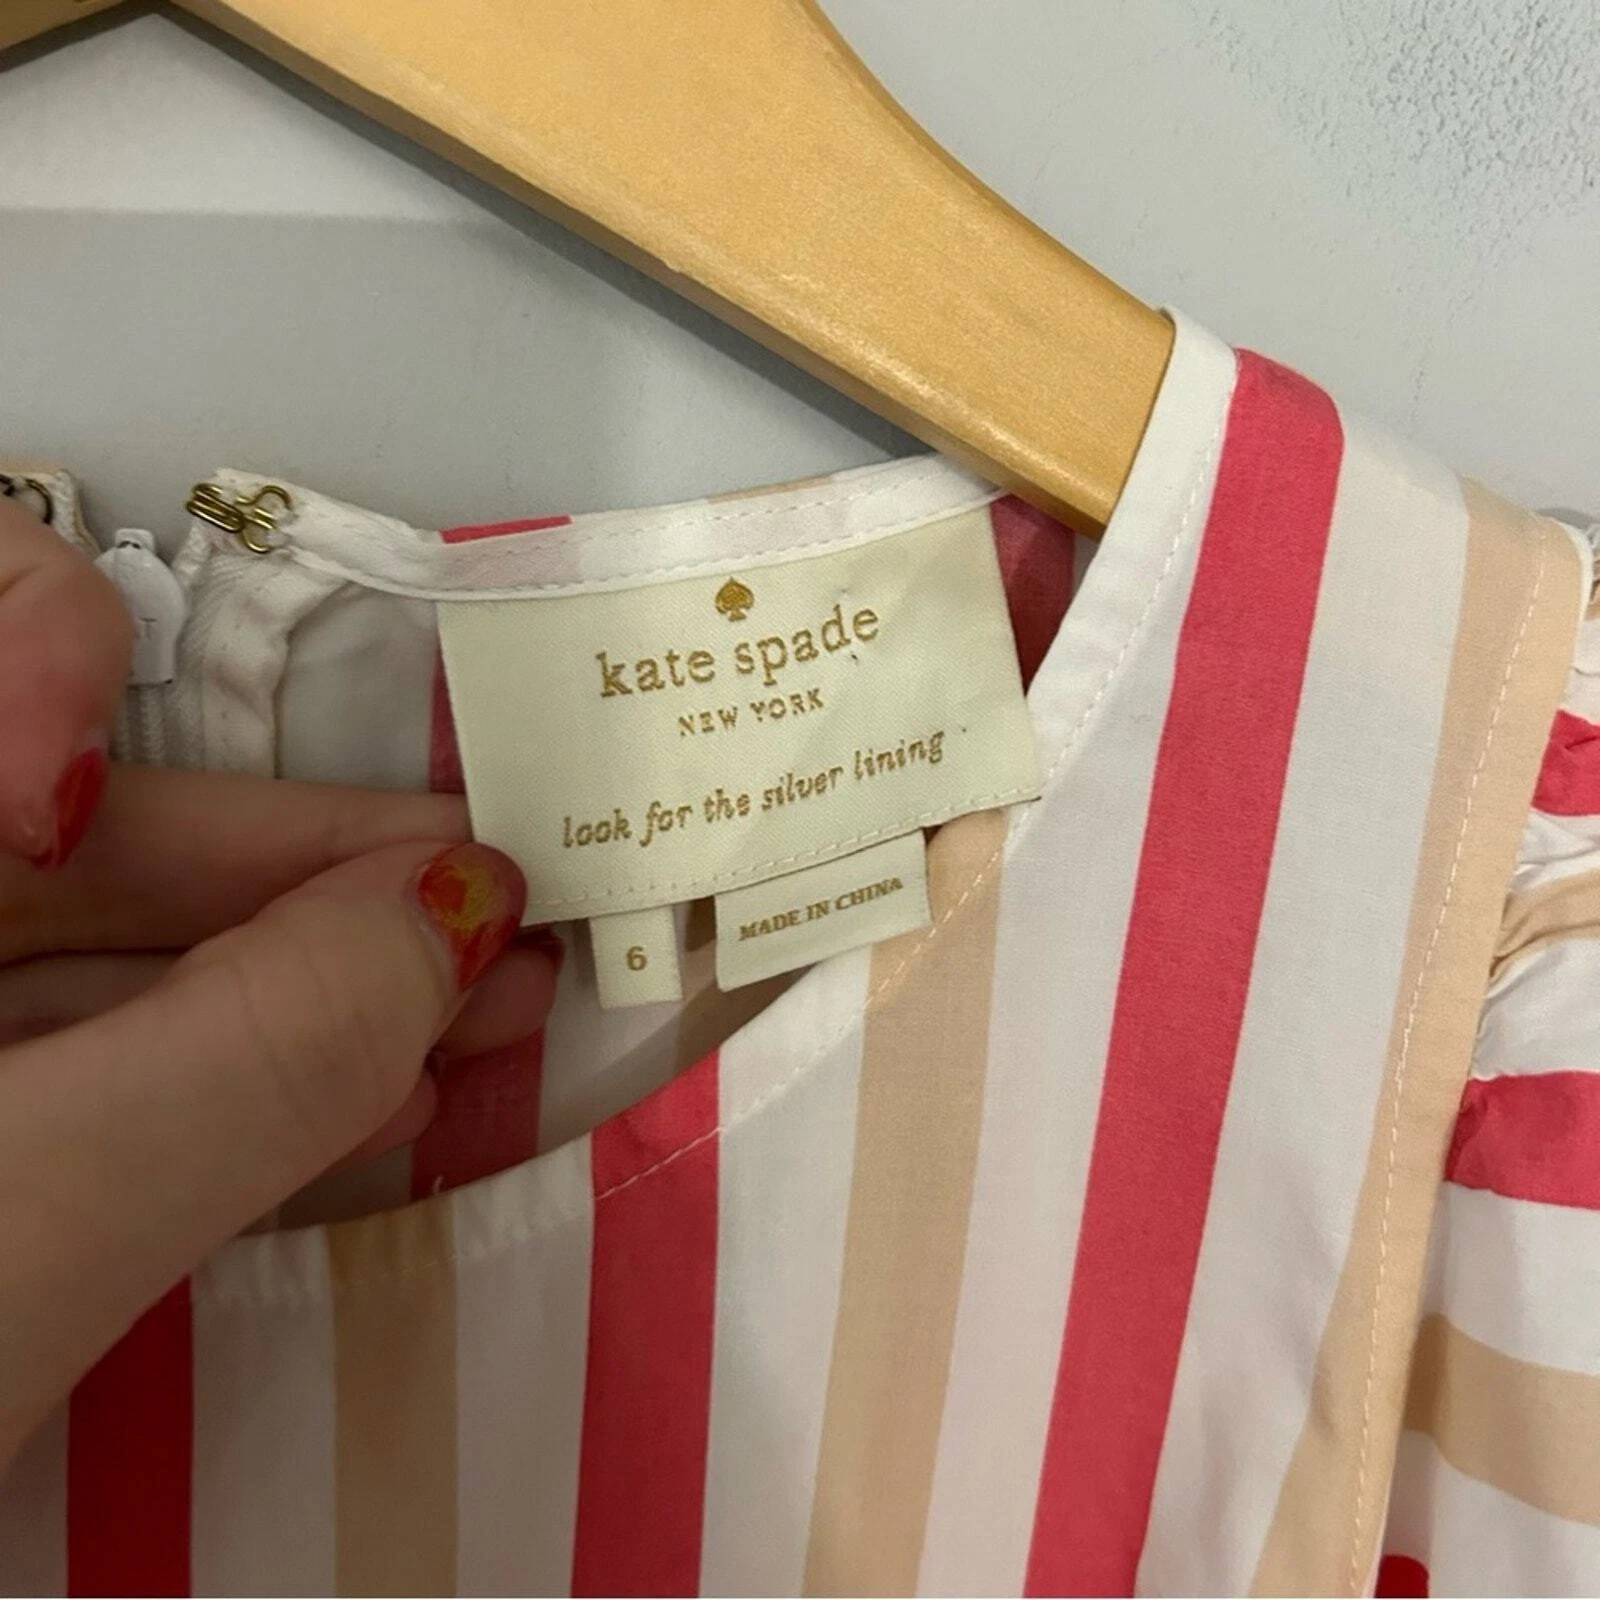 kate spade
NEW YORK
look for the silver lining
6
MADE IN CHINA